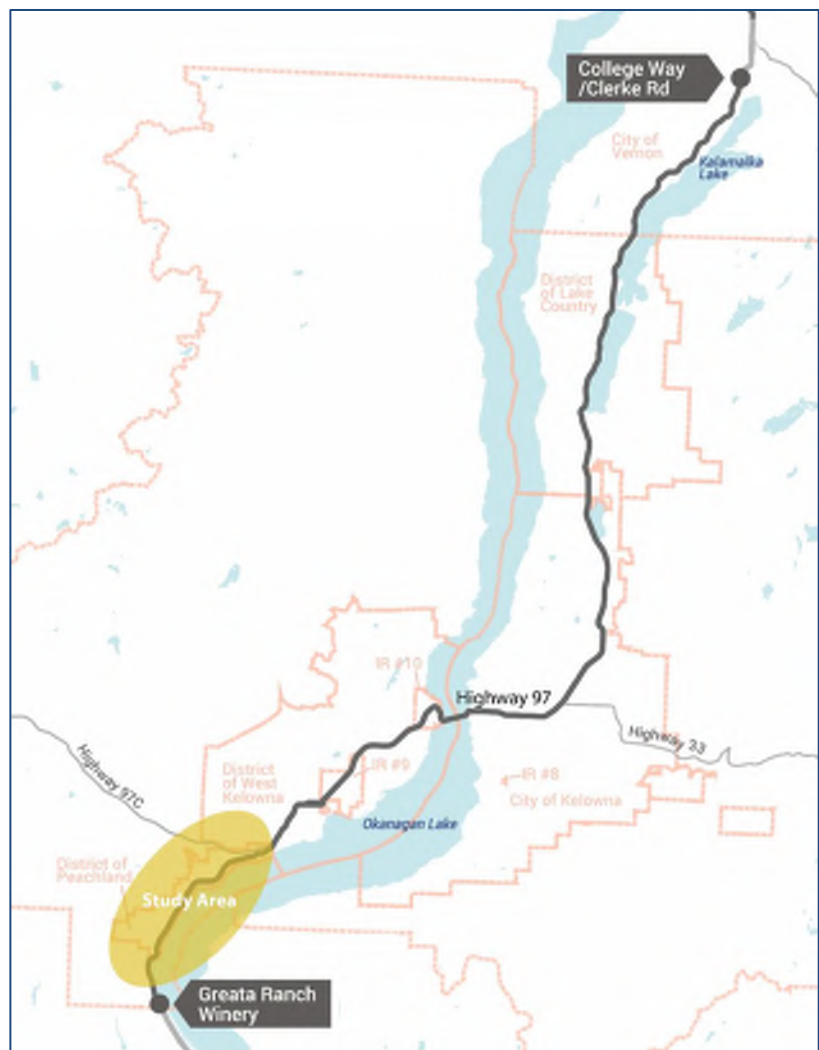 College Way
/Clerke Rd
City of
Vernon
Kalamalka
Lake
District
of Lake
Country
IR #10
Highway 97
Highway 33
Highway 97C
District
of West
Kelowna
IR #9
IR #8
City of Kelowna
Okanagan Lake
District of
Peachland
Study Area
Greata Ranch
Winery